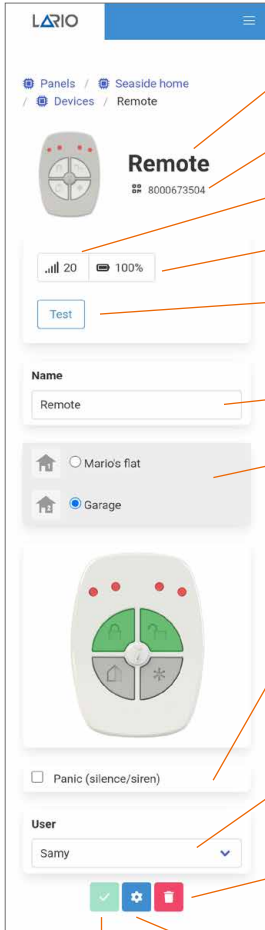 LARIO
Panels / Seaside home
/ Devices / Remote
Remote
8000673504
20 100%
Test
Name
Remote
Mario's flat
Garage
Panic (silence/siren)
User
Samy